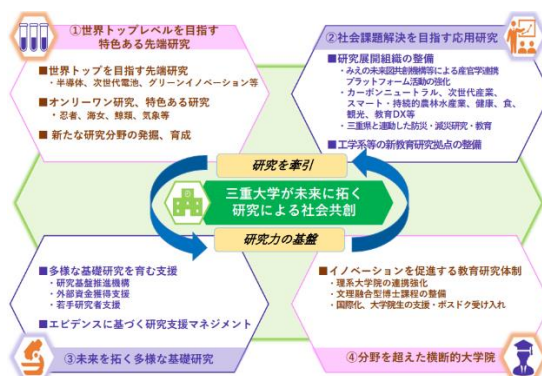 ①世界トップレベルを目指す
特色ある先端研究
■世界トップを目指す先端研究
・半導体、次世代電池、グリーンイノベーション等
■オンリーワン研究、特色ある研究
・忍者、海女、鯨類、気象等
■新たな研究分野の発掘、育成
②社会課題解決を目指す応用研究
■研究展開組織の整備
・みえの未来図共創機構等による産官学連携
プラットフォーム活動の強化
・カーボンニュートラル、次世代産業、
スマート・持続的農林水産業、健康、食、
観光、教育DX等
・三重県と連動した防災・減災研究・教育
■工学系等の新教育研究拠点の整備
研究を牽引
三重大学が未来に拓く
研究による社会共創
研究力の基盤
■多様な基礎研究を育む支援
・研究基盤推進機構
・外部資金獲得支援
・若手研究者支援
■エビデンスに基づく研究支援マネジメント
③未来を拓く多様な基礎研究
■イノベーションを促進する教育研究体制
・理系大学院の連携強化
・文理融合型博士課程の整備
・国際化、大学院生の支援・ポスドク受け入れ
④分野を超えた横断的大学院